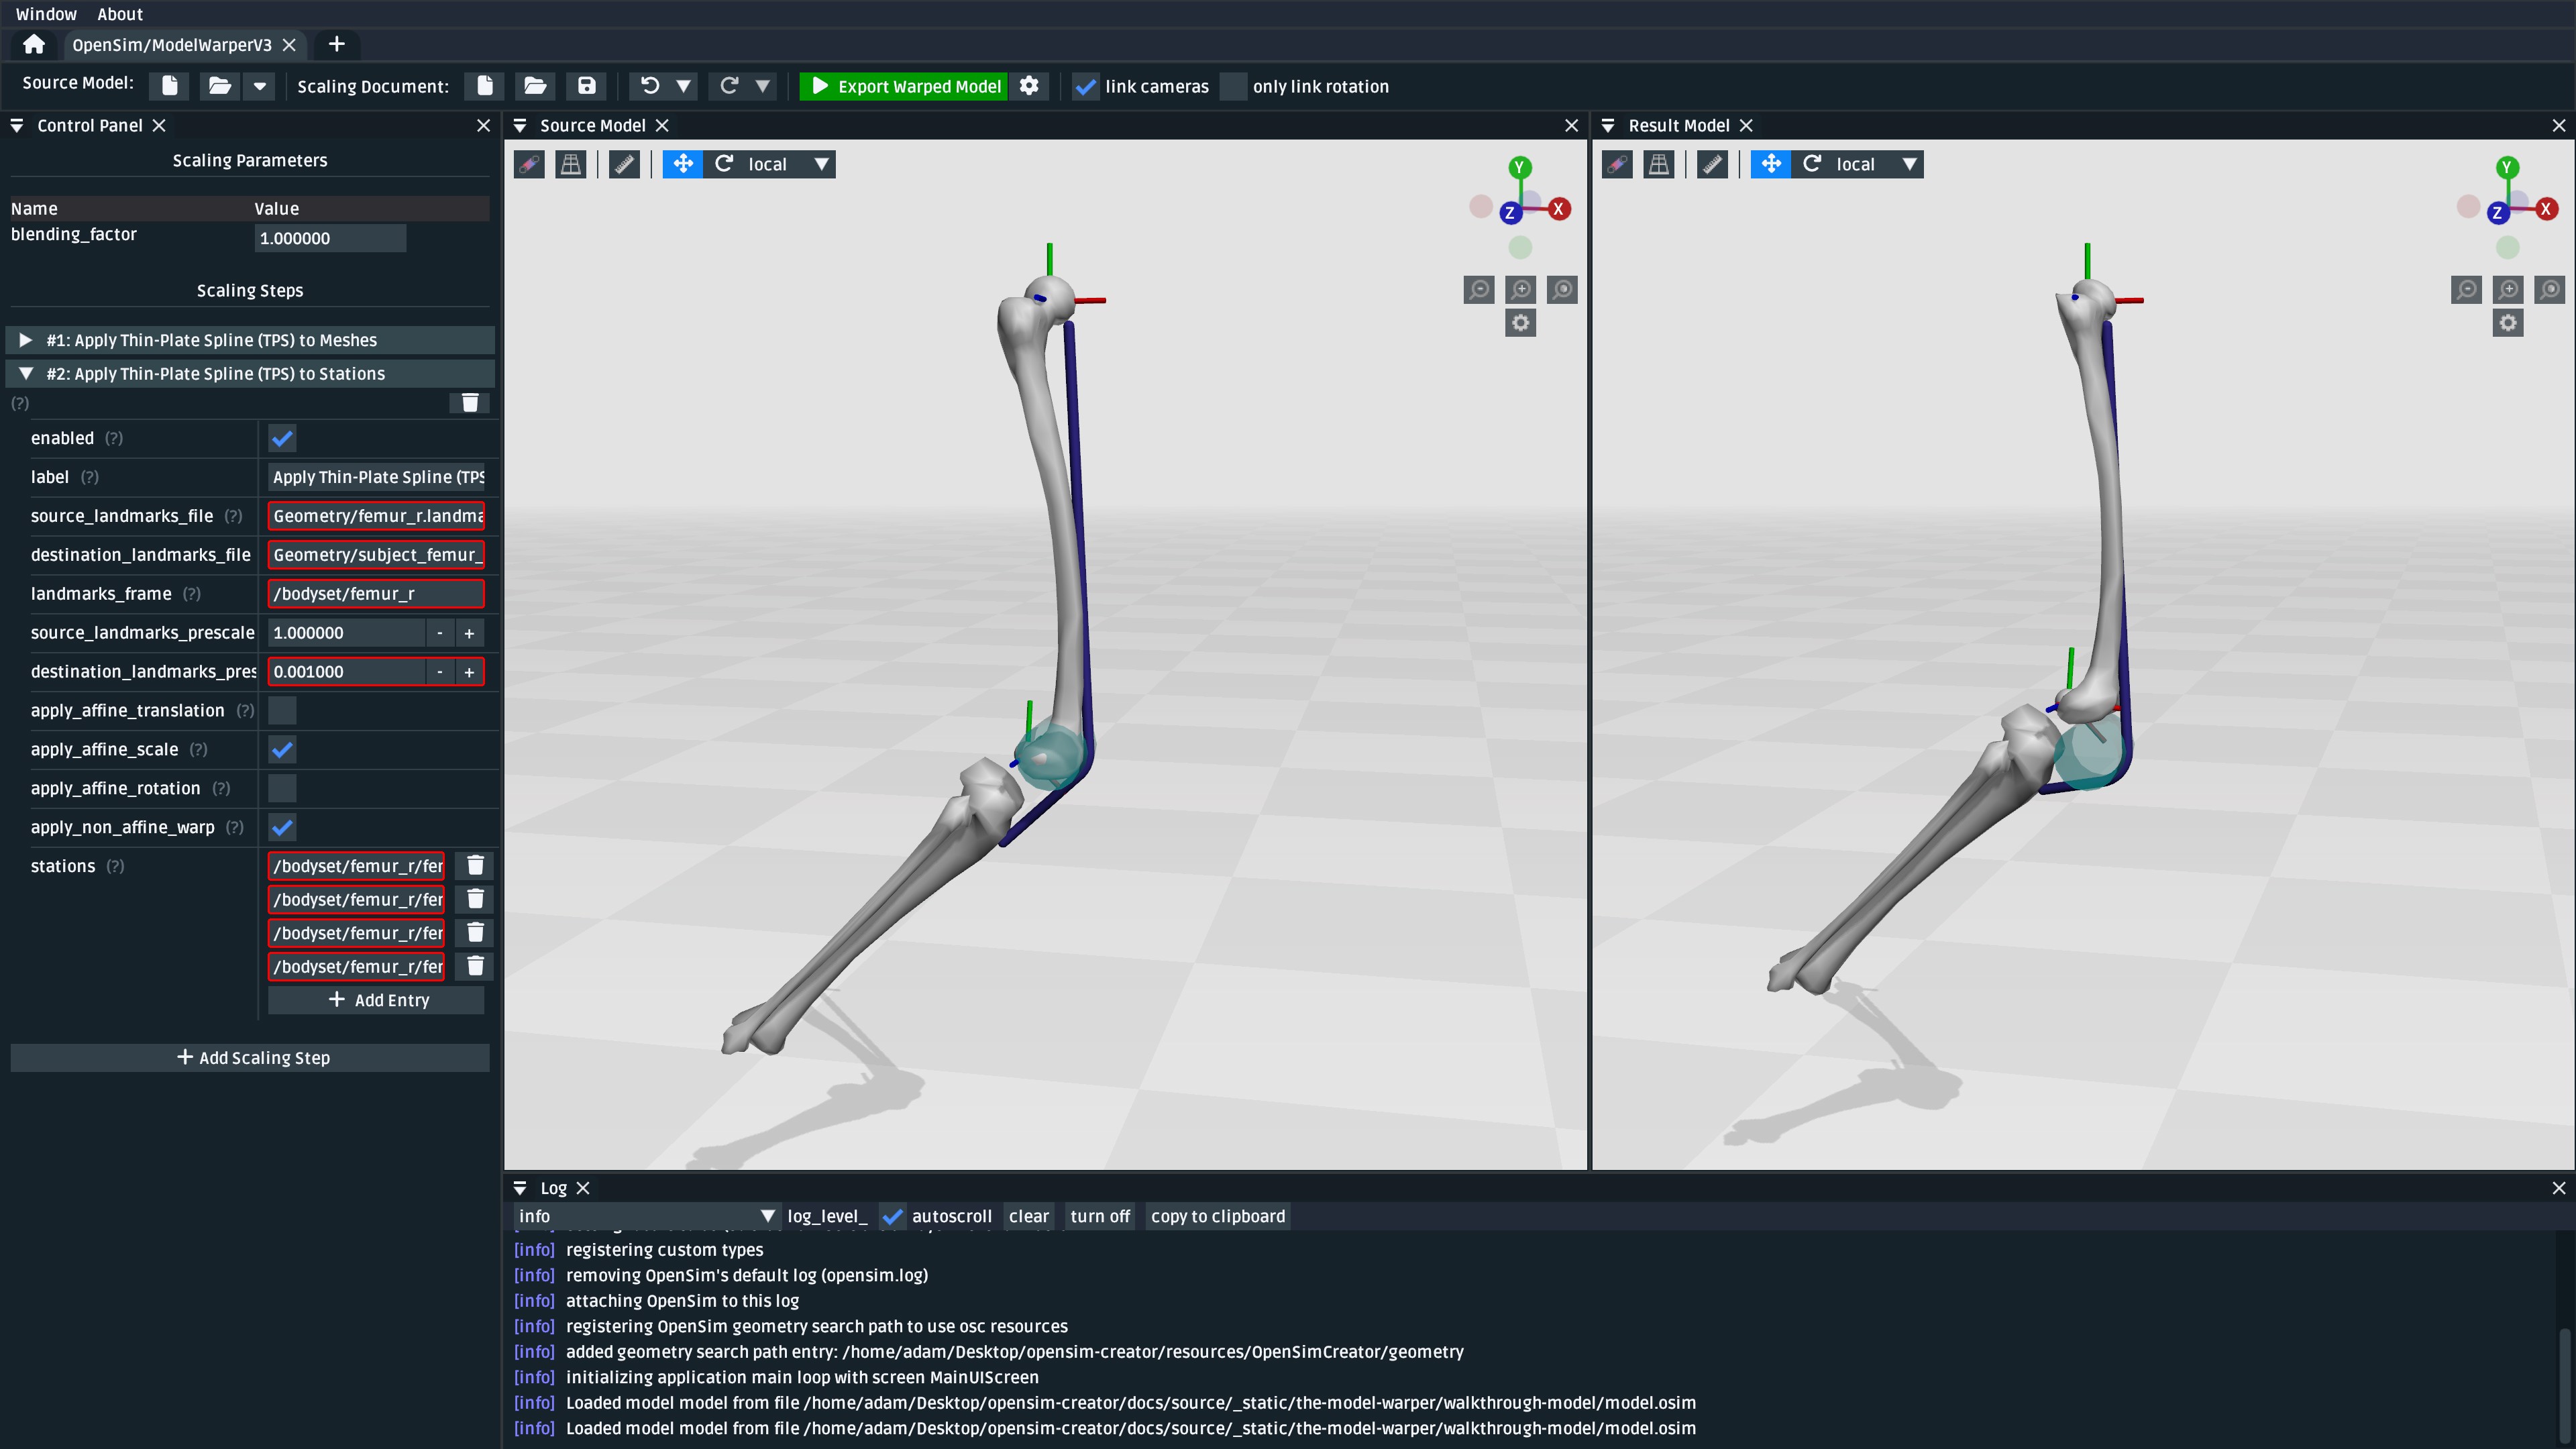 Window About
OpenSim/ModelWarperV3
Source Model: Scaling Document: Export Warped Model link cameras only link rotation
Control Panel
Scaling Parameters
Name Value
blending_factor 1.000000
Scaling Steps
#1: Apply Thin-Plate Spline (TPS) to Meshes
#2: Apply Thin-Plate Spline (TPS) to Stations
(?)
enabled (?)
label (?) Apply Thin-Plate Spline (TPS
source_landmarks_file (?) Geometry/femur_r.landma
destination_landmarks_file Geometry/subject_femur_
landmarks_frame (?) /bodyset/femur_r
source_landmarks_prescale 1.000000 - +
destination_landmarks_pres 0.001000 - +
apply_affine_translation (?)
apply_affine_scale (?)
apply_affine_rotation (?)
apply_non_affine_warp (?)
stations (?) /bodyset/femur_r/fer
/bodyset/femur_r/fer
/bodyset/femur_r/fer
/bodyset/femur_r/fer
+ Add Entry
+ Add Scaling Step
Source Model
local
Y
Z X
Result Model
local
Y
Z X
Log
info log_level_ autoscroll clear turn off copy to clipboard
[info] registering custom types
[info] removing OpenSim's default log (opensim.log)
[info] attaching OpenSim to this log
[info] registering OpenSim geometry search path to use osc resources
[info] added geometry search path entry: /home/adam/Desktop/opensim-creator/resources/OpenSimCreator/geometry
[info] initializing application main loop with screen MainUIScreen
[info] Loaded model model from file /home/adam/Desktop/opensim-creator/docs/source/_static/the-model-warper/walkthrough-model/model.osim
[info] Loaded model model from file /home/adam/Desktop/opensim-creator/docs/source/_static/the-model-warper/walkthrough-model/model.osim